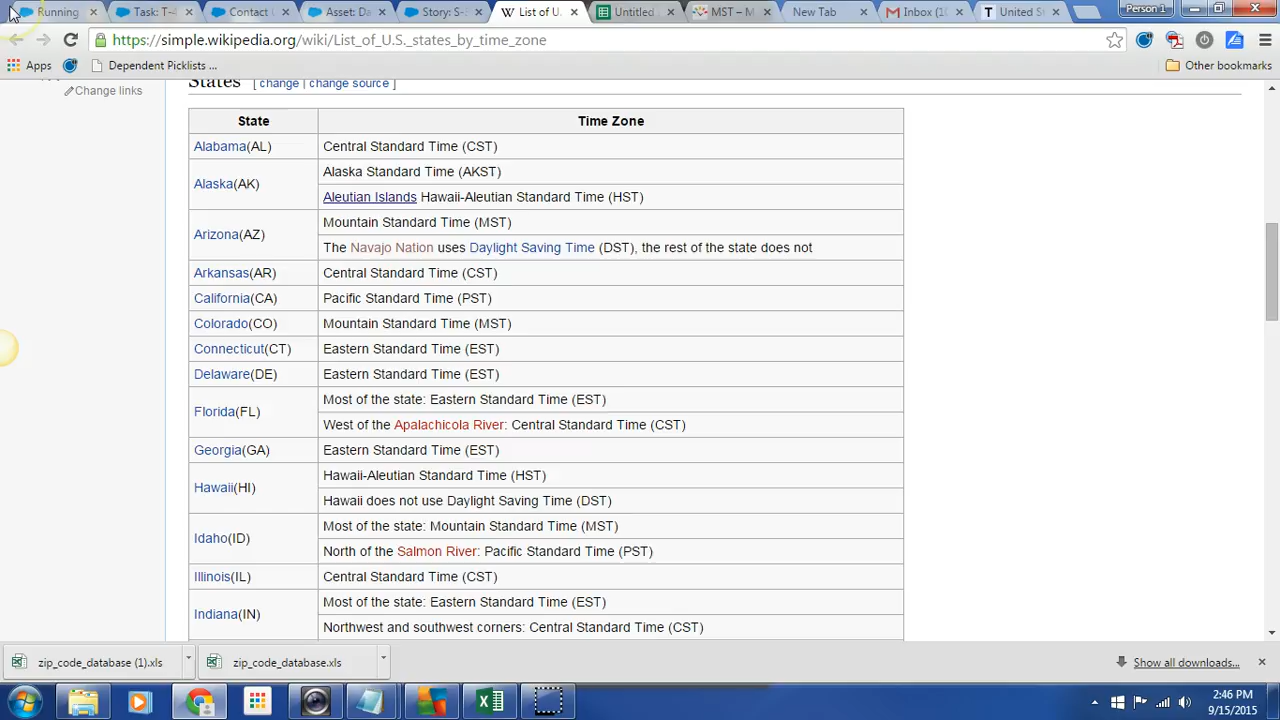 Running
Task: T-
Contact
Asset: Da
Story: S-
List of U.
Untitled
MST – M
New Tab
Inbox (1
United St
Person 1
https://simple.wikipedia.org/wiki/List_of_U.S._states_by_time_zone
Apps
Dependent Picklists ...
Other bookmarks
Change links
States [ change | change source ]
State Time Zone
Alabama(AL) Central Standard Time (CST)
Alaska(AK) Alaska Standard Time (AKST)
Aleutian Islands Hawaii-Aleutian Standard Time (HST)
Arizona(AZ) Mountain Standard Time (MST)
The Navajo Nation uses Daylight Saving Time (DST), the rest of the state does not
Arkansas(AR) Central Standard Time (CST)
California(CA) Pacific Standard Time (PST)
Colorado(CO) Mountain Standard Time (MST)
Connecticut(CT) Eastern Standard Time (EST)
Delaware(DE) Eastern Standard Time (EST)
Florida(FL) Most of the state: Eastern Standard Time (EST)
West of the Apalachicola River: Central Standard Time (CST)
Georgia(GA) Eastern Standard Time (EST)
Hawaii(HI) Hawaii-Aleutian Standard Time (HST)
Hawaii does not use Daylight Saving Time (DST)
Idaho(ID) Most of the state: Mountain Standard Time (MST)
North of the Salmon River: Pacific Standard Time (PST)
Illinois(IL) Central Standard Time (CST)
Indiana(IN) Most of the state: Eastern Standard Time (EST)
Northwest and southwest corners: Central Standard Time (CST)
zip_code_database (1).xls
zip_code_database.xls
Show all downloads...
2:46 PM
9/15/2015